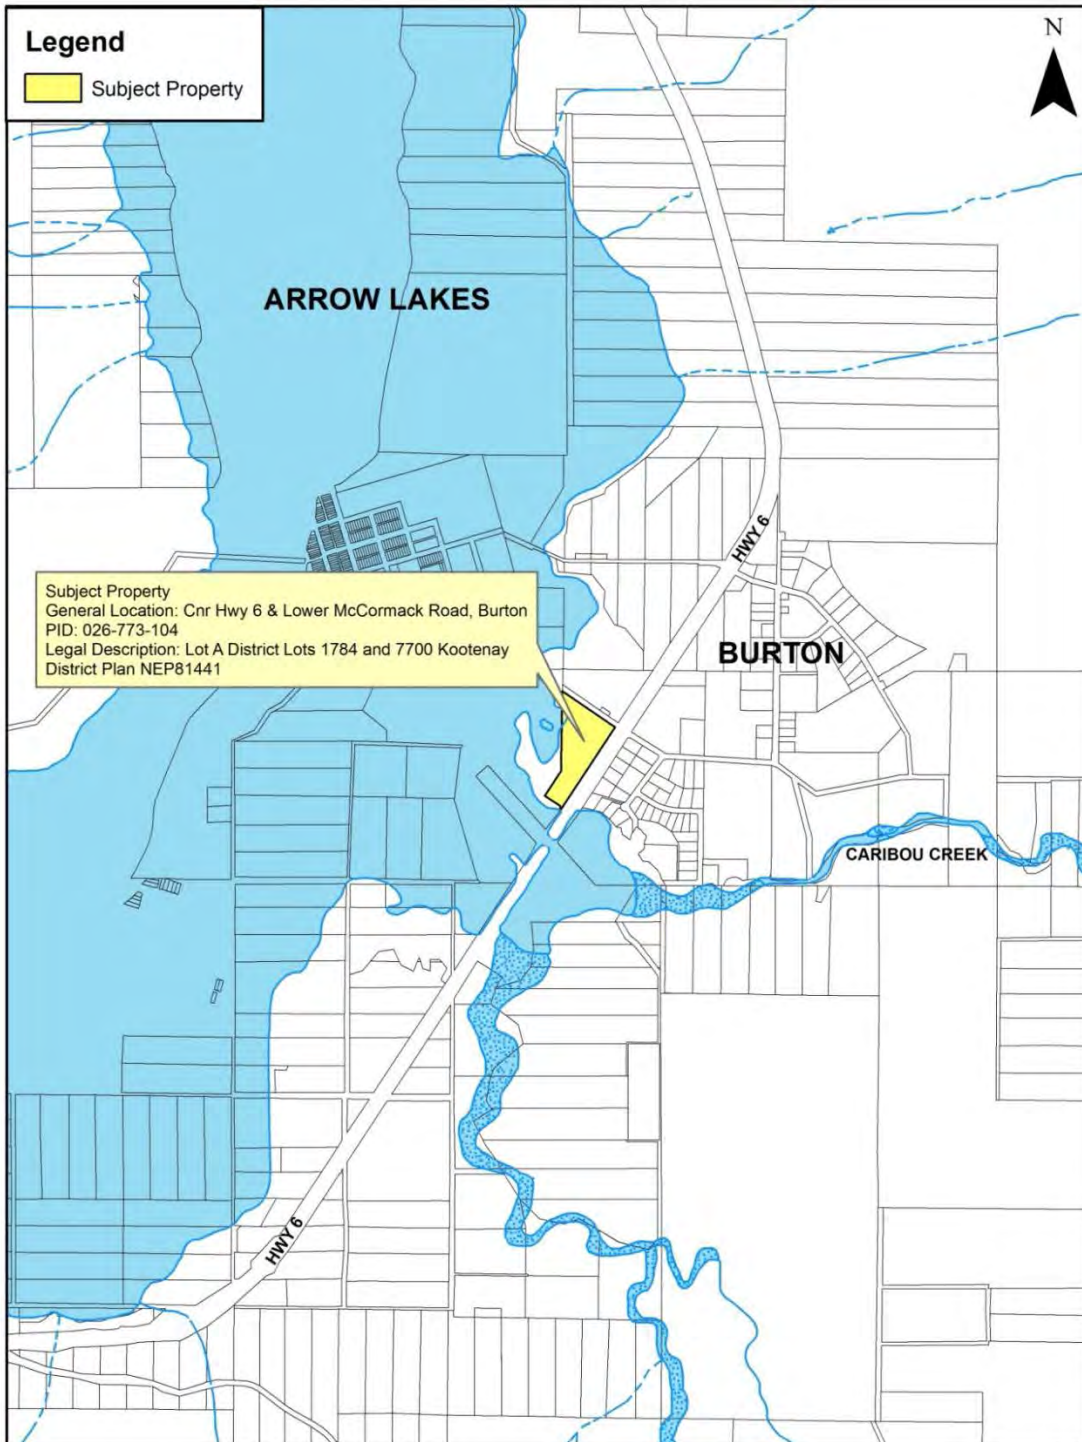 Legend
Subject Property
N
ARROW LAKES
HWY 6
Subject Property
General Location: Cnr Hwy 6 & Lower McCormack Road, Burton
PID: 026-773-104
Legal Description: Lot A District Lots 1784 and 7700 Kootenay
District Plan NEP81441
BURTON
CARIBOU CREEK
HWY 6